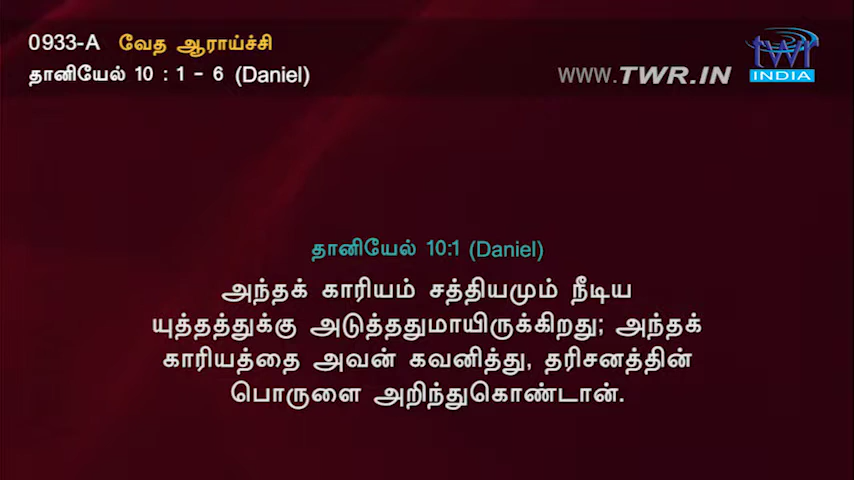 0933-A வேத ஆராய்ச்சி
தானியேல் 10 : 1 - 6 (Daniel)
WWW.TWR.IN
twr
INDIA
தானியேல் 10:1 (Daniel)
அந்தக் காரியம் சத்தியமும் நீடிய
யுத்தத்துக்கு அடுத்ததுமாயிருக்கிறது; அந்தக்
காரியத்தை அவன் கவனித்து, தரிசனத்தின்
பொருளை அறிந்துகொண்டான்.